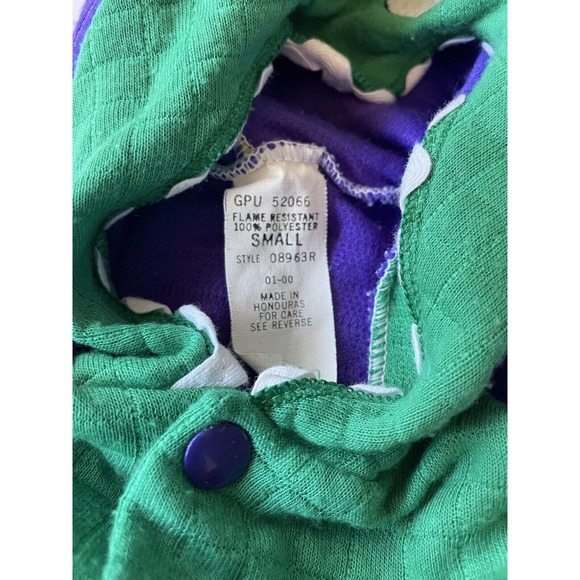 GPU 52066
FLAME RESISTANT
100% POLYESTER
SMALL
STYLE 08963R
01-00
MADE IN
HONDURAS
FOR CARE
SEE REVERSE